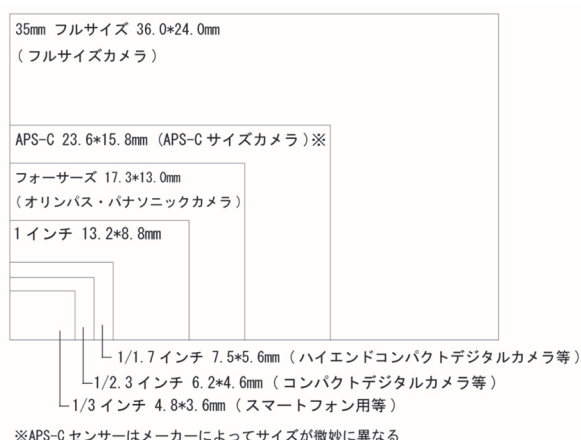 35mm フルサイズ 36.0*24.0mm
(フルサイズカメラ)
APS-C 23.6*15.8mm (APS-C サイズカメラ)※
フォーサーズ 17.3*13.0mm
(オリンパス・パナソニックカメラ)
1 インチ 13.2*8.8mm
1/1.7 インチ 7.5*5.6mm (ハイエンドコンパクトデジタルカメラ等)
1/2.3 インチ 6.2*4.6mm (コンパクトデジタルカメラ等)
1/3 インチ 4.8*3.6mm (スマートフォン用等)
※APS-C センサーはメーカーによってサイズが微妙に異なる